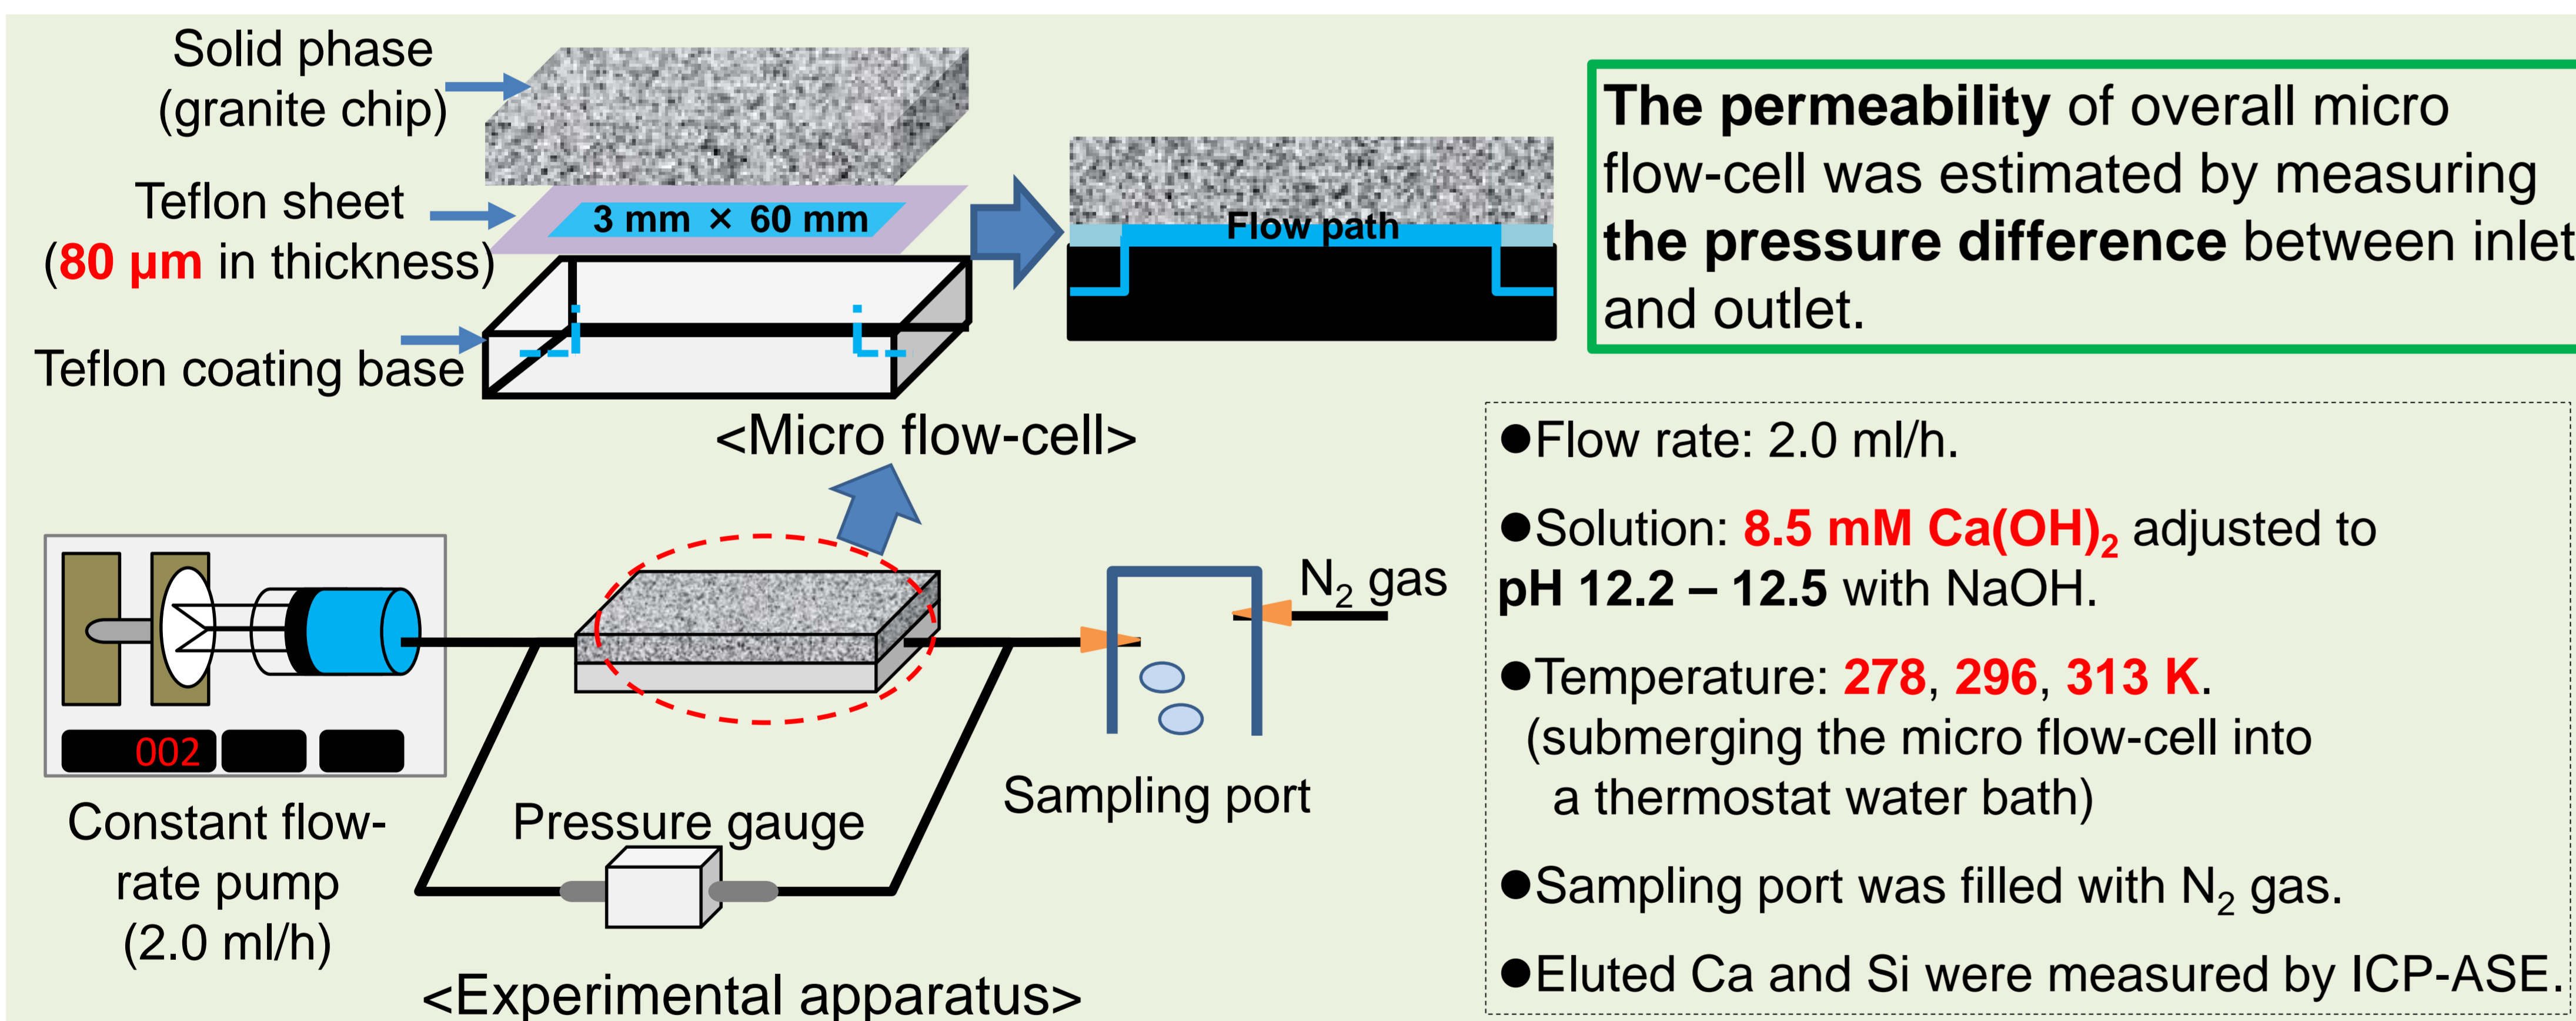 Solid phase
(granite chip)
Teflon sheet
(80 μm in thickness)
Teflon coating base
3 mm × 60 mm
Flow path
<Micro flow-cell>
The permeability of overall micro
flow-cell was estimated by measuring
the pressure difference between inlet
and outlet.
002
Constant flow-
rate pump
(2.0 ml/h)
Pressure gauge
Sampling port
N₂ gas
<Experimental apparatus>
●Flow rate: 2.0 ml/h.
●Solution: 8.5 mM Ca(OH)₂ adjusted to
pH 12.2 – 12.5 with NaOH.
●Temperature: 278, 296, 313 K.
(submerging the micro flow-cell into
a thermostat water bath)
●Sampling port was filled with N₂ gas.
●Eluted Ca and Si were measured by ICP-ASE.